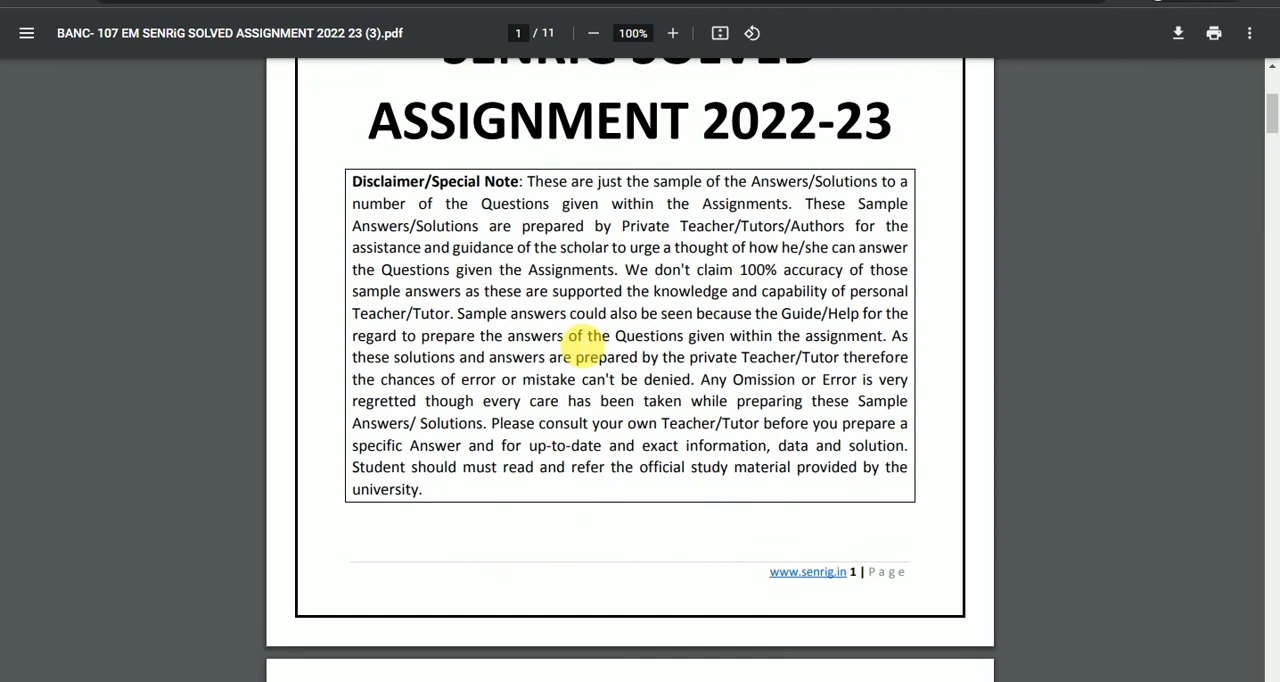 BANC- 107 EM SENRiG SOLVED ASSIGNMENT 2022 23 (3).pdf
1 / 11
100%
SENRIG SOLVED
ASSIGNMENT 2022-23
Disclaimer/Special Note: These are just the sample of the Answers/Solutions to a
number of the Questions given within the Assignments. These Sample
Answers/Solutions are prepared by Private Teacher/Tutors/Authors for the
assistance and guidance of the scholar to urge a thought of how he/she can answer
the Questions given the Assignments. We don't claim 100% accuracy of those
sample answers as these are supported the knowledge and capability of personal
Teacher/Tutor. Sample answers could also be seen because the Guide/Help for the
regard to prepare the answers of the Questions given within the assignment. As
these solutions and answers are prepared by the private Teacher/Tutor therefore
the chances of error or mistake can't be denied. Any Omission or Error is very
regretted though every care has been taken while preparing these Sample
Answers/ Solutions. Please consult your own Teacher/Tutor before you prepare a
specific Answer and for up-to-date and exact information, data and solution.
Student should must read and refer the official study material provided by the
university.
www.senrig.in 1 | Page